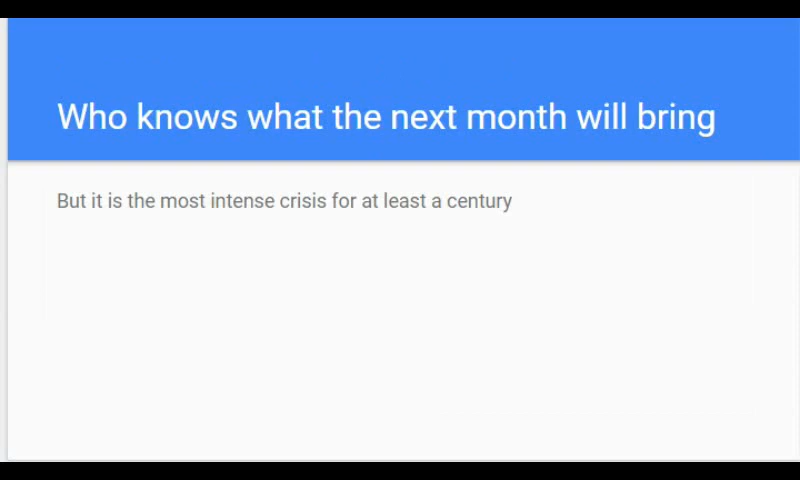 Who knows what the next month will bring
But it is the most intense crisis for at least a century